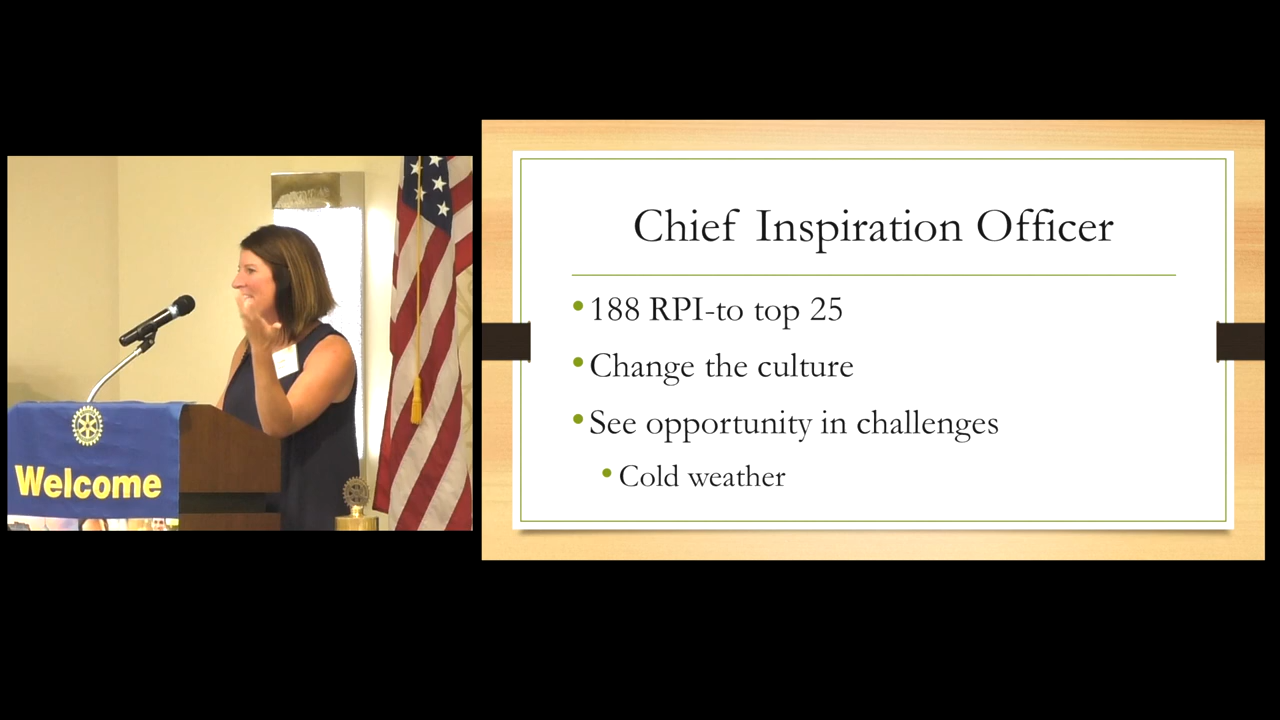 Welcome
Chief Inspiration Officer
188 RPI-to top 25
Change the culture
See opportunity in challenges
Cold weather